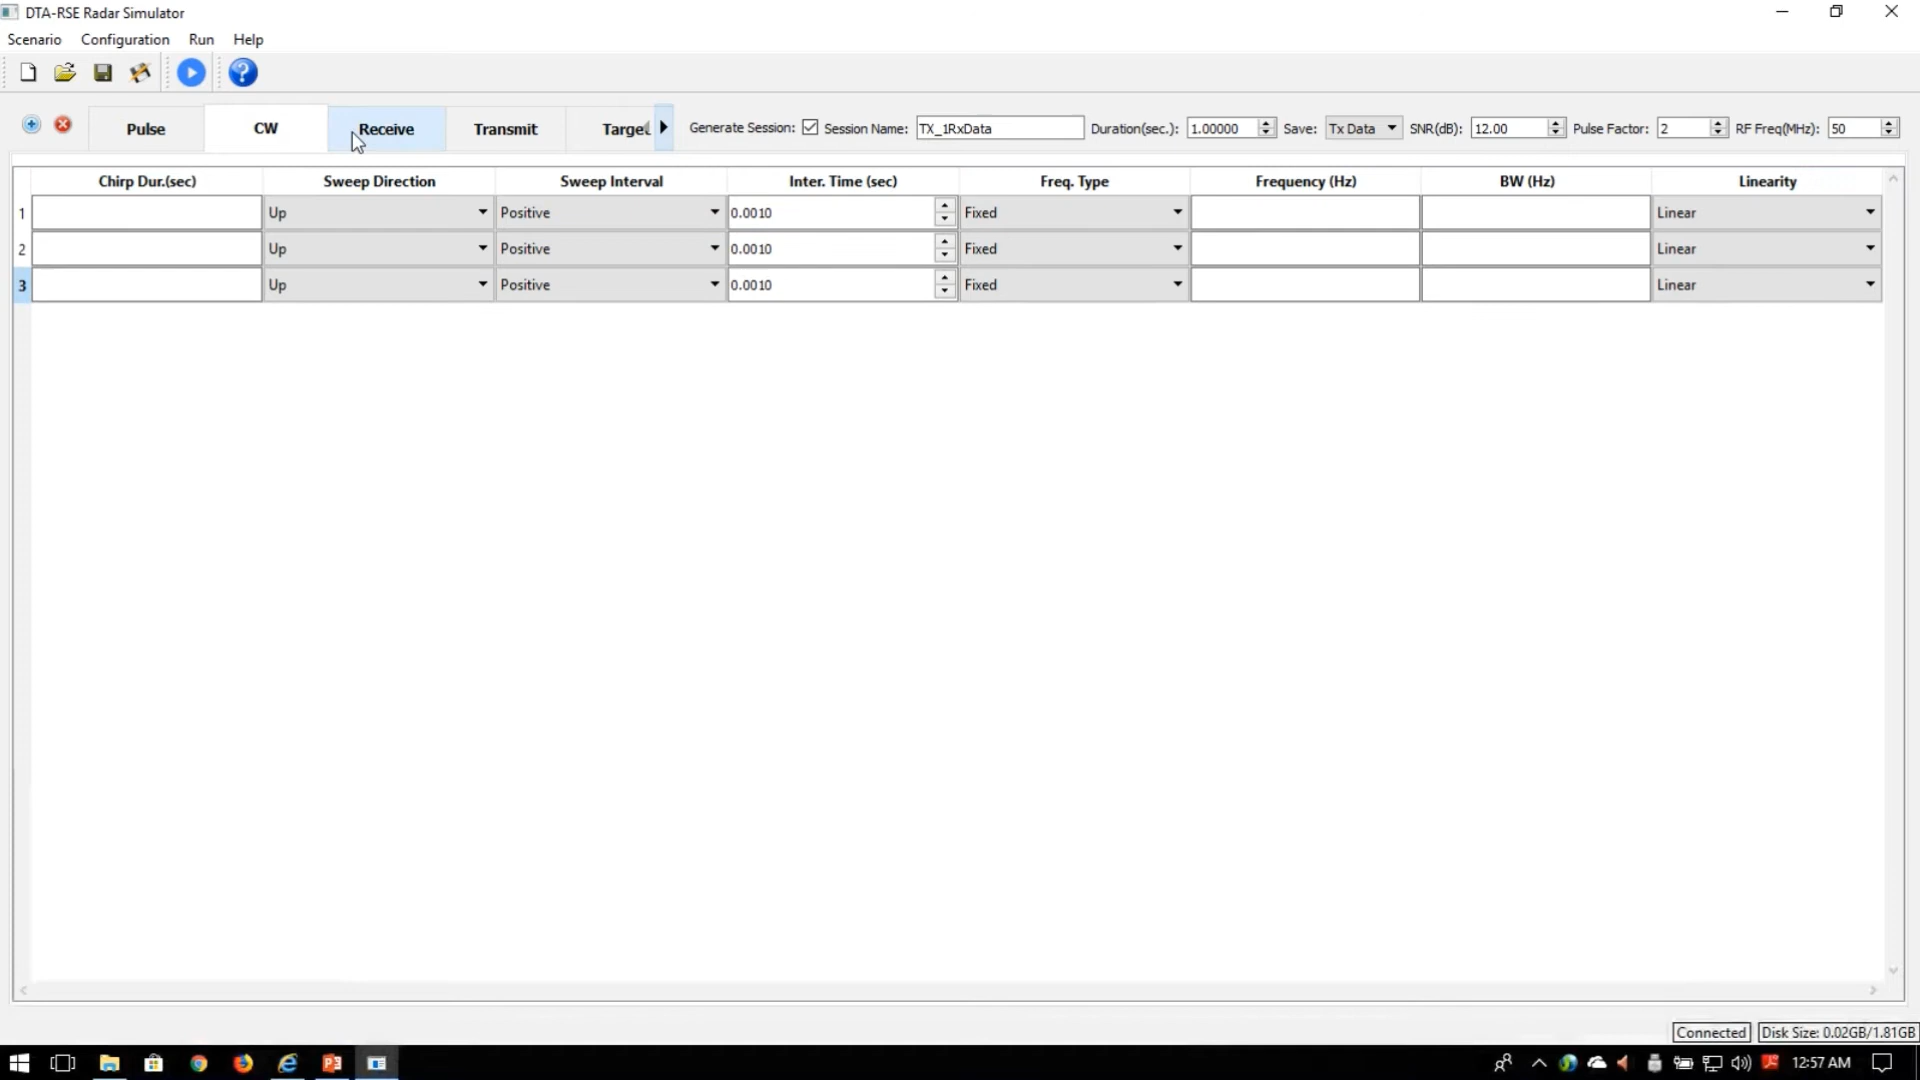 DTA-RSE Radar Simulator
Scenario Configuration Run Help
Pulse CW Receive Transmit Target Generate Session: Session Name: TX_1RxData Duration(sec.): 1.00000 Save: Tx Data SNR(dB): 12.00 Pulse Factor: 2 RF Freq(MHz): 50
Chirp Dur.(sec) Sweep Direction Sweep Interval Inter. Time (sec) Freq. Type Frequency (Hz) BW (Hz) Linearity
1 Up Positive 0.0010 Fixed Linear
2 Up Positive 0.0010 Fixed Linear
3 Up Positive 0.0010 Fixed Linear
Connected Disk Size: 0.02GB/1.81GB
12:57 AM